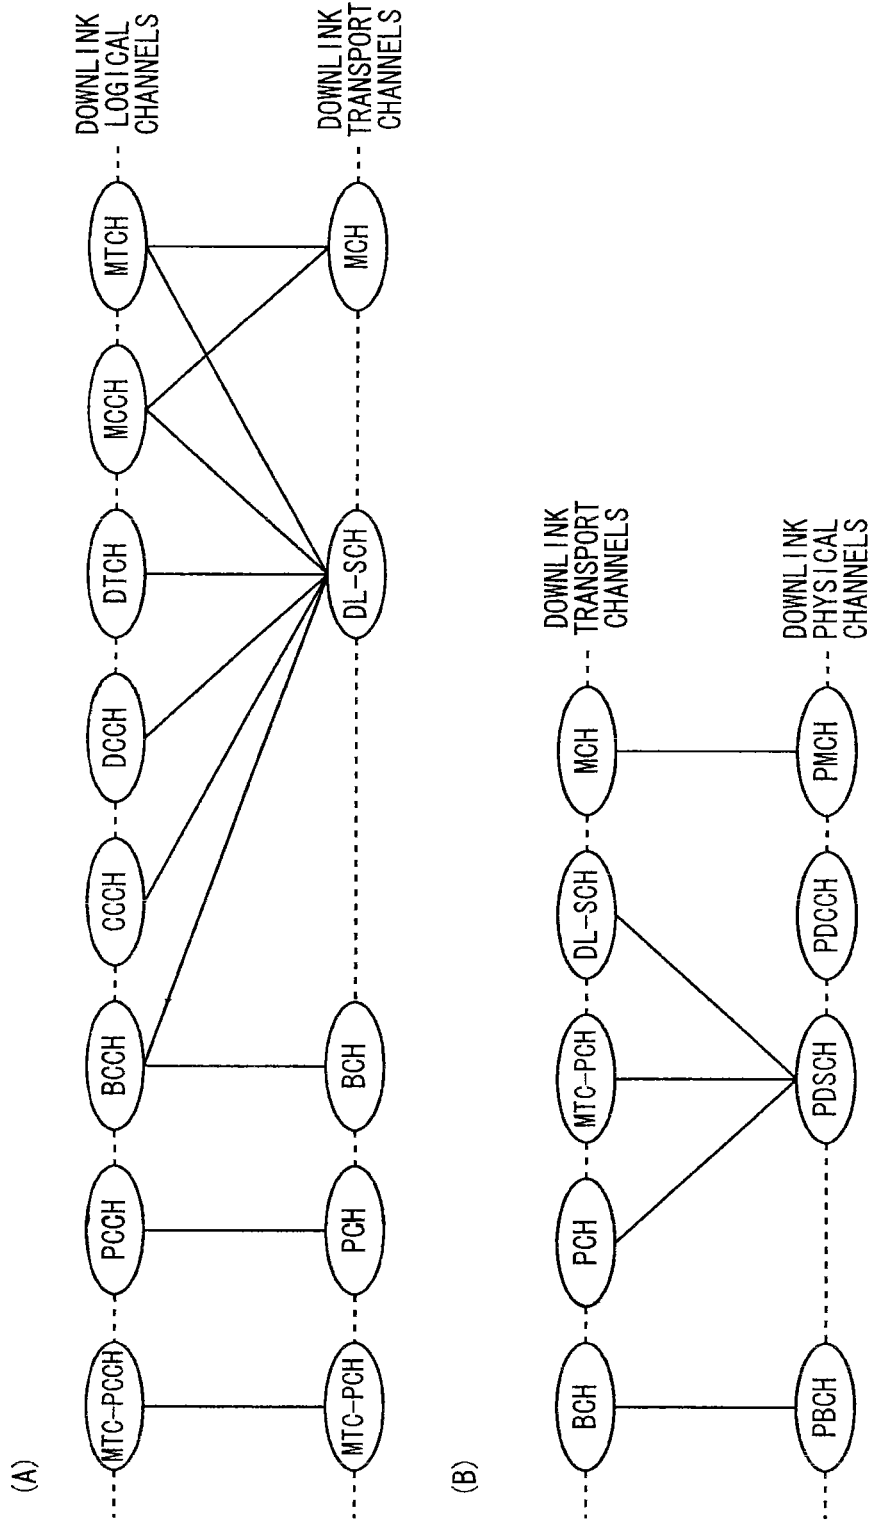 (A)
MTC-PCCH
PCCH
BCCH
CCCH
DCCH
DTCH
MCCH
MTCH
DOWNLINK
LOGICAL
CHANNELS
MTC-PCH
PCH
BCH
DL-SCH
MCH
DOWNLINK
TRANSPORT
CHANNELS
(B)
BCH
PCH
MTC-PCH
DL-SCH
MCH
DOWNLINK
TRANSPORT
CHANNELS
PBCH
PDSCH
PDCCH
PMCH
DOWNLINK
PHYSICAL
CHANNELS